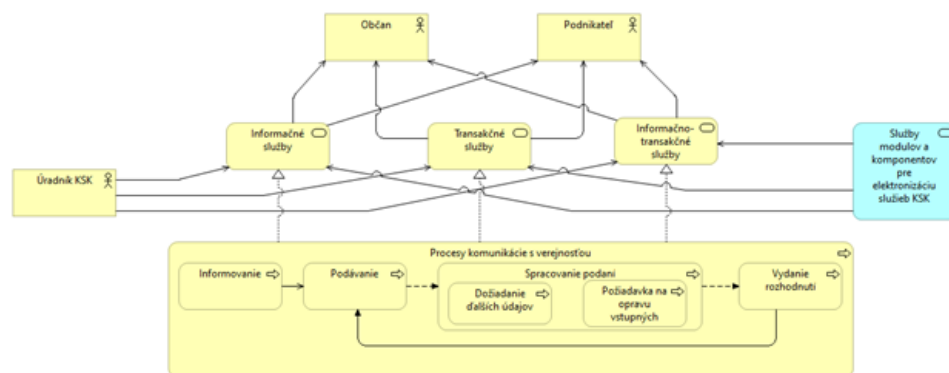 Občan
Podnikateľ
Informačné
služby
Transakčné
služby
Informačno-
transakčné
služby
Služby
modulov a
komponentov
pre
elektronizáciu
služieb KSK
Úradník KSK
Procesy komunikácie s verejnosťou
Informovanie
Podávanie
Spracovanie podaní
Dožiadanie
ďalších údajov
Požiadavka na
opravu
vstupných
Vydanie
rozhodnutí